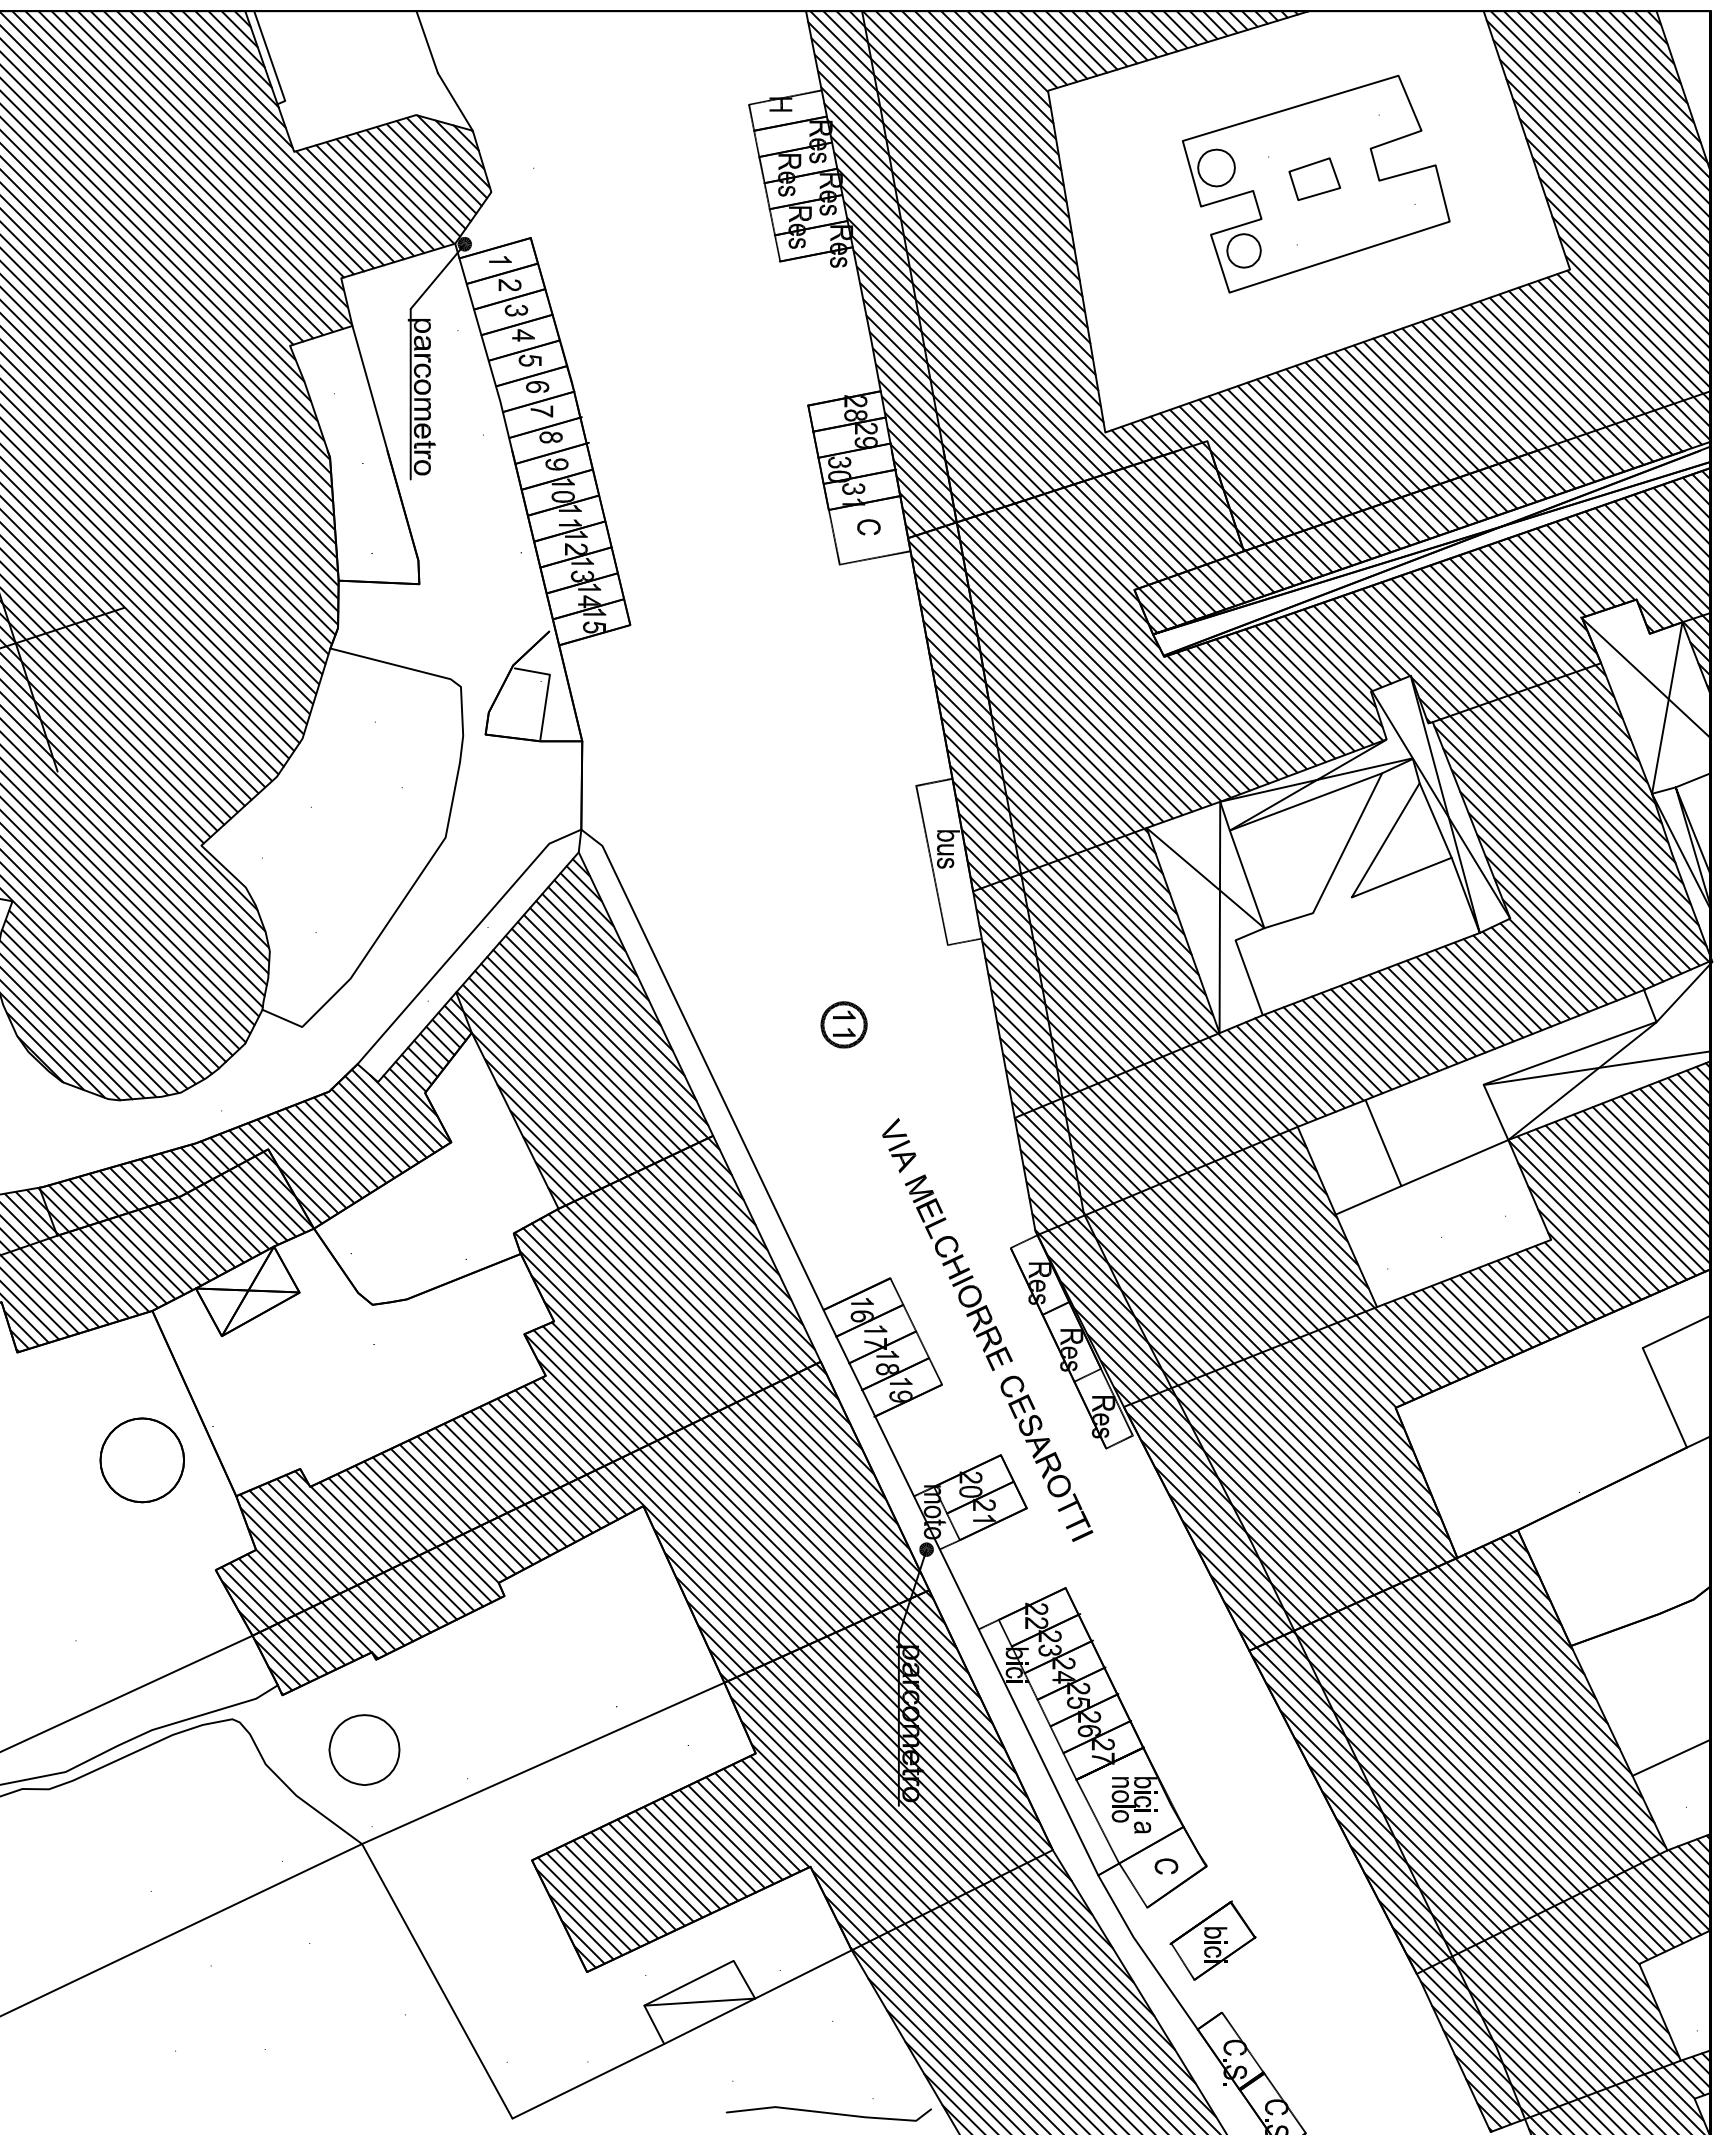 H
Res
Res
Res
Res
Res
1
2
3
4
5
6
7
8
9
10
11
12
13
14
15
parcometro
28
29
30
31
C
bus
11
VIA MELCHIORRE CESAROTTI
Res
Res
Res
16
17
18
19
20
21
moto
parcometro
22
23
24
25
26
27
bici
bici a
nolo
C
bici
C.S.
C.S